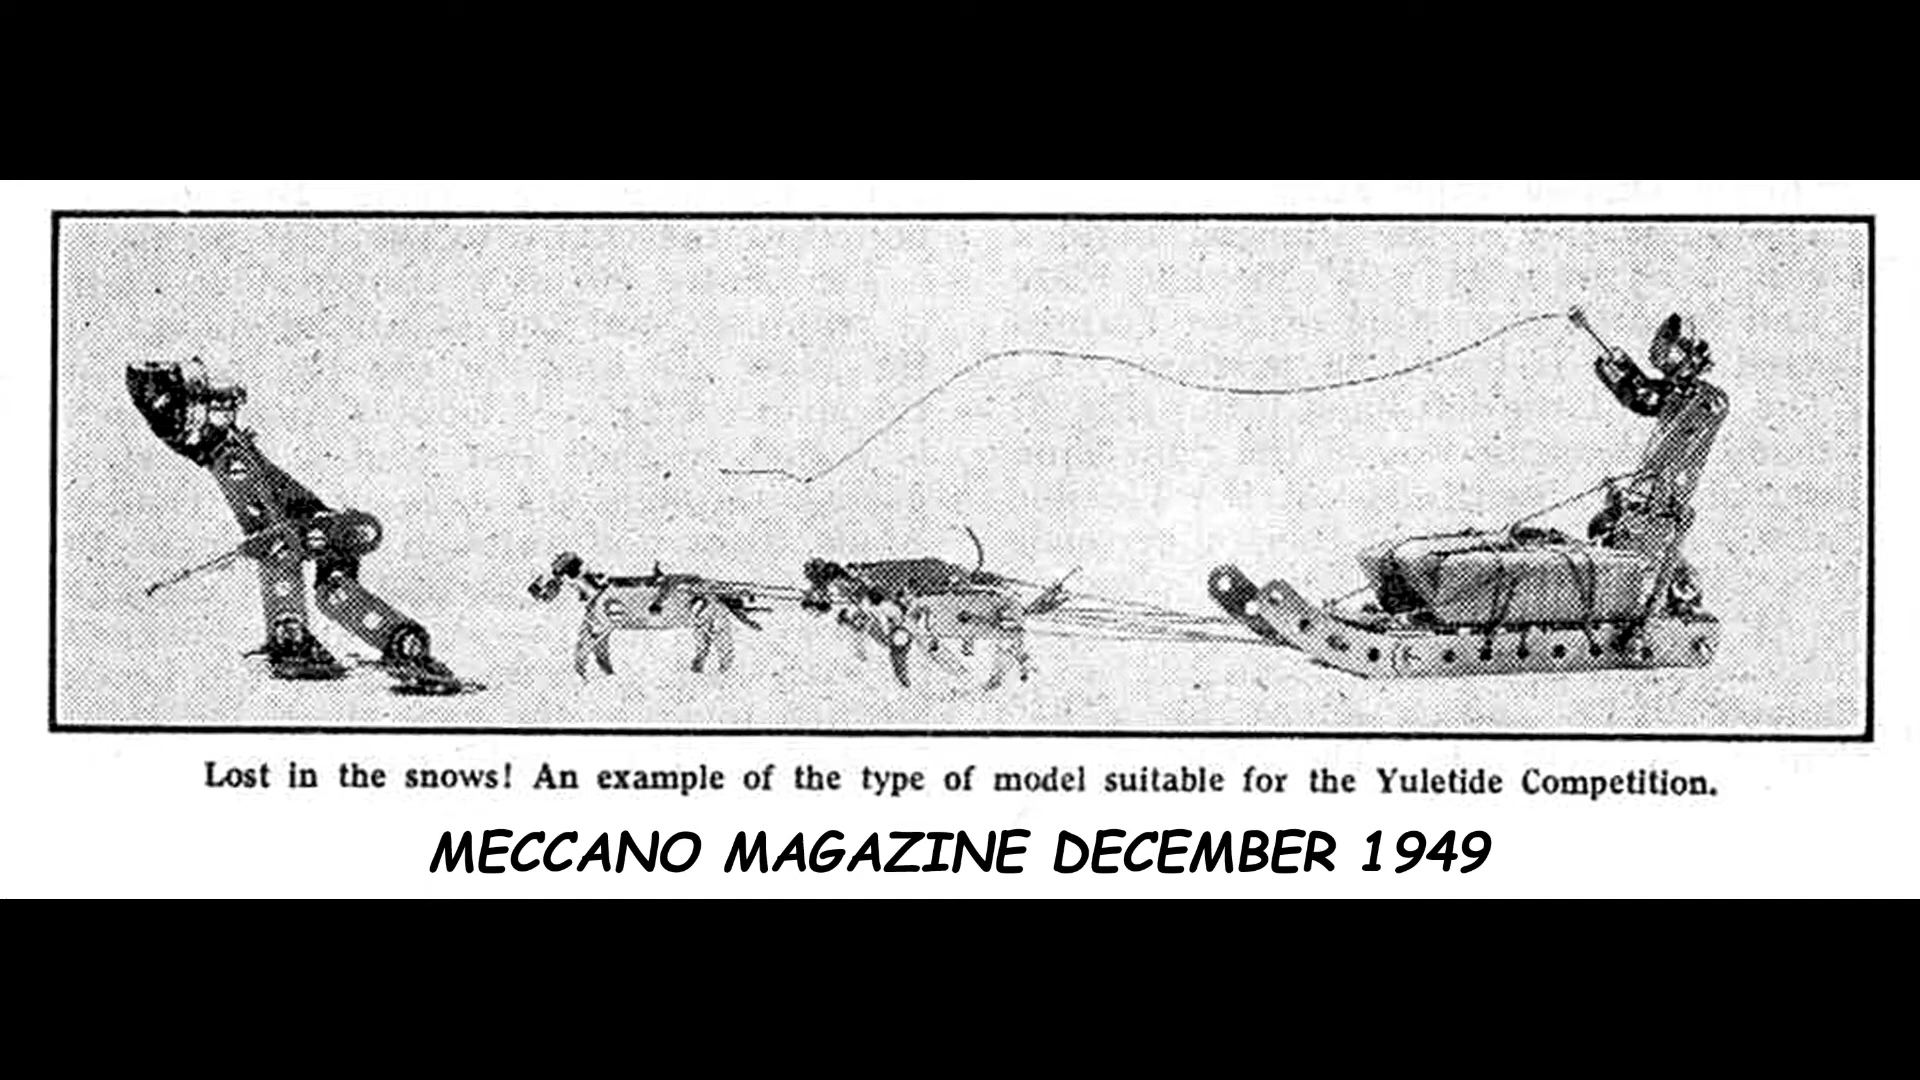 Lost in the snows! An example of the type of model suitable for the Yuletide Competition.
MECCANO MAGAZINE DECEMBER 1949